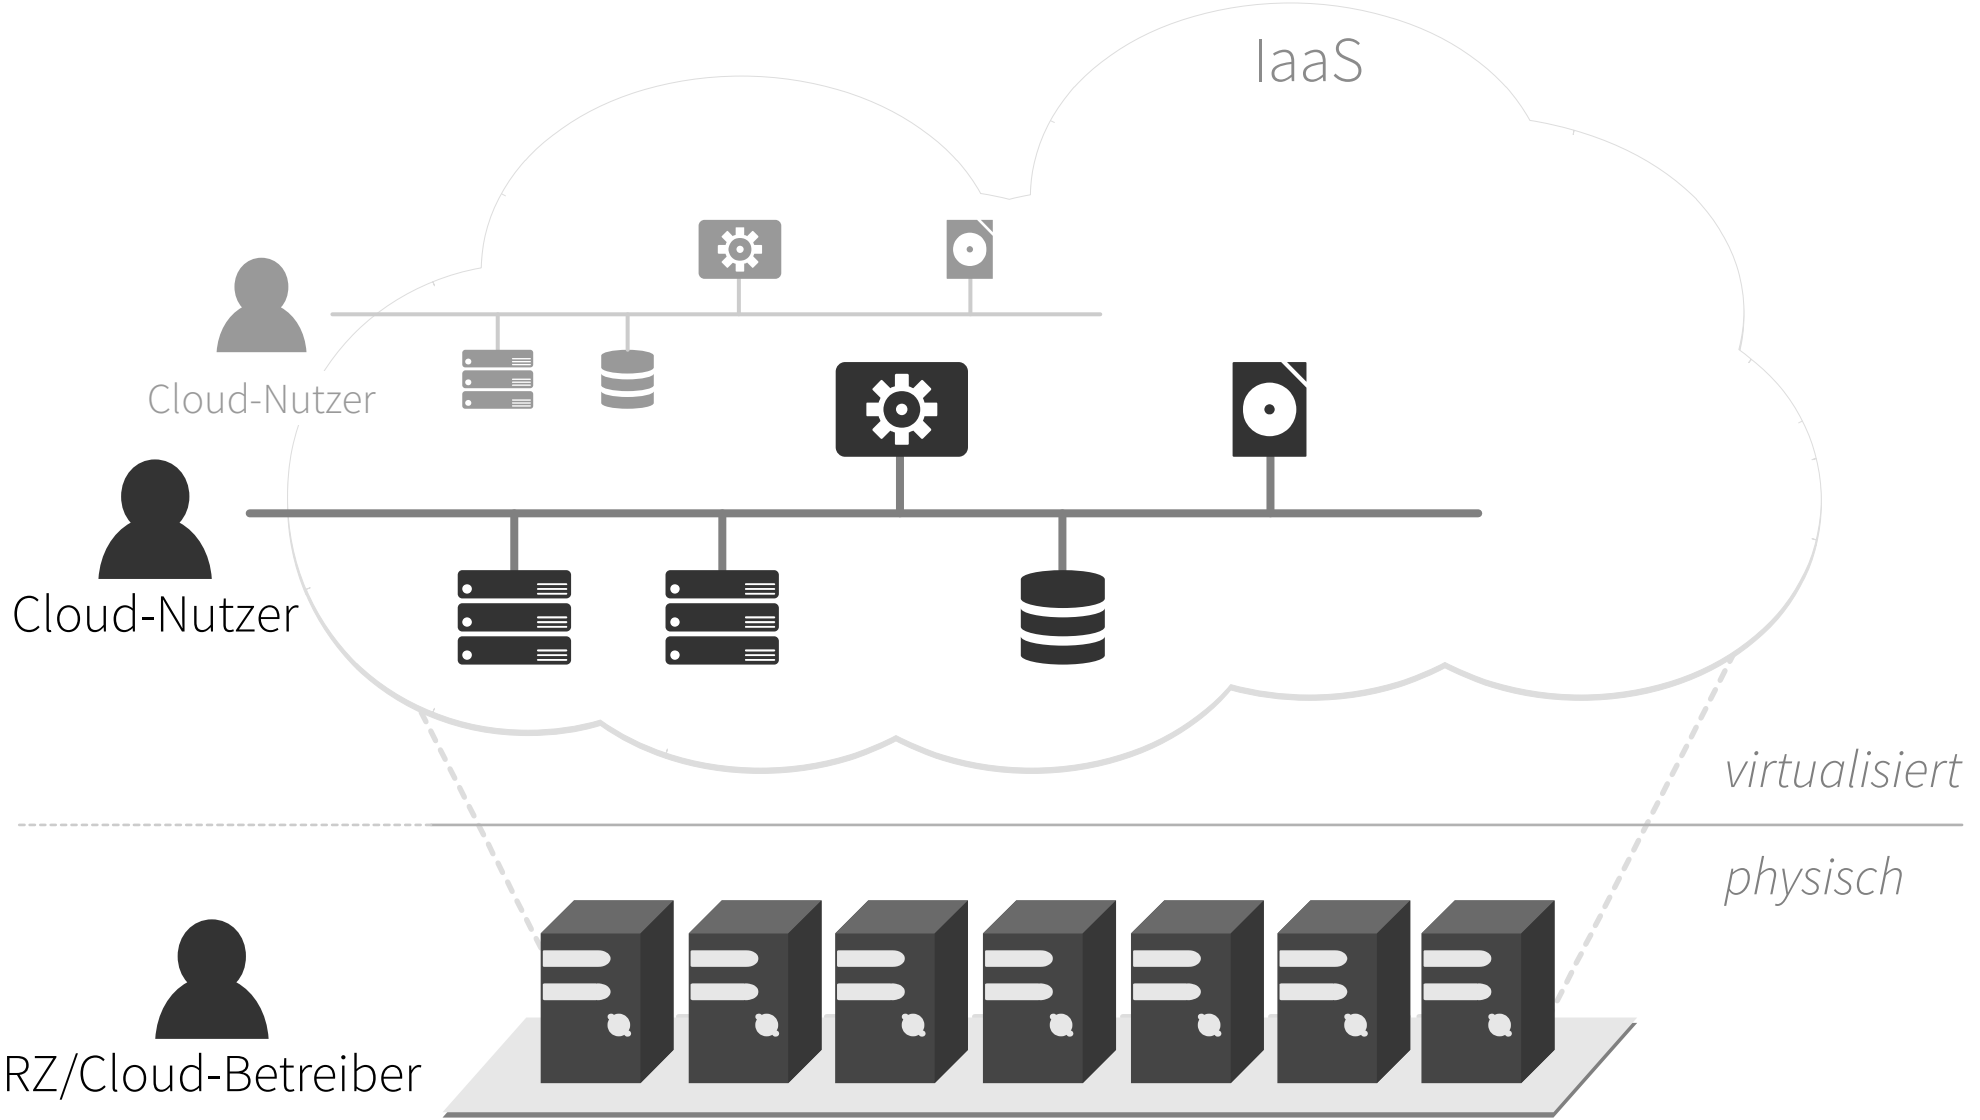 IaaS
Cloud-Nutzer
Cloud-Nutzer
virtualisiert
physisch
RZ/Cloud-Betreiber